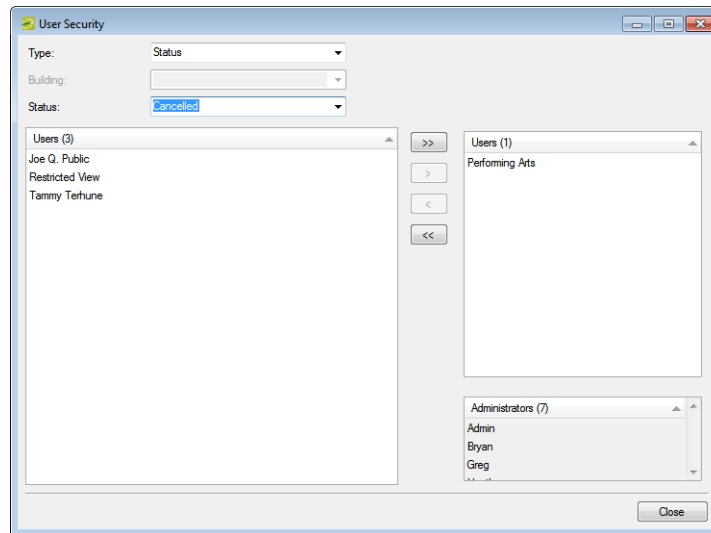 User Security
Type: Status
Building:
Status: Cancelled
Users (3)
Joe Q. Public
Restricted View
Tammy Terhune
>>
>
<
<<
Users (1)
Performing Arts
Administrators (7)
Admin
Bryan
Greg
Close